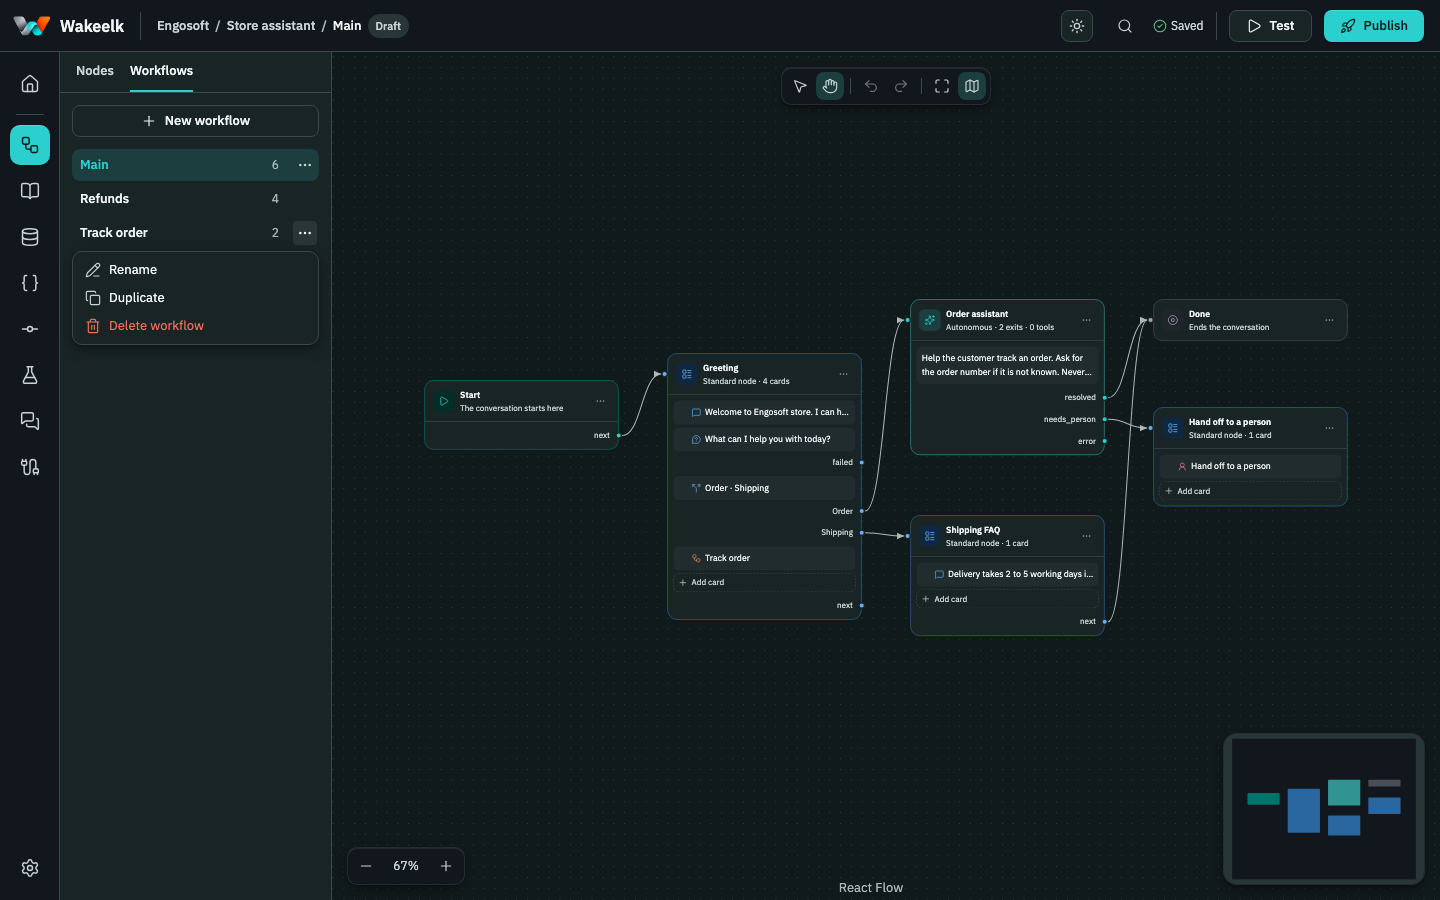 Wakeelk
Engosoft / Store assistant / Main
Draft
Saved
Test
Publish
Nodes
Workflows
New workflow
Main 6
Refunds 4
Track order 2
Rename
Duplicate
Delete workflow
Start
The conversation starts here
next
Greeting
Standard node · 4 cards
Welcome to Engosoft store. I can h...
What can I help you with today?
failed
Order · Shipping
Order
Shipping
Track order
Add card
next
Order assistant
Autonomous · 2 exits · 0 tools
Help the customer track an order. Ask for
the order number if it is not known. Never...
resolved
needs_person
error
Shipping FAQ
Standard node · 1 card
Delivery takes 2 to 5 working days i...
Add card
next
Done
Ends the conversation
Hand off to a person
Standard node · 1 card
Hand off to a person
Add card
67%
React Flow